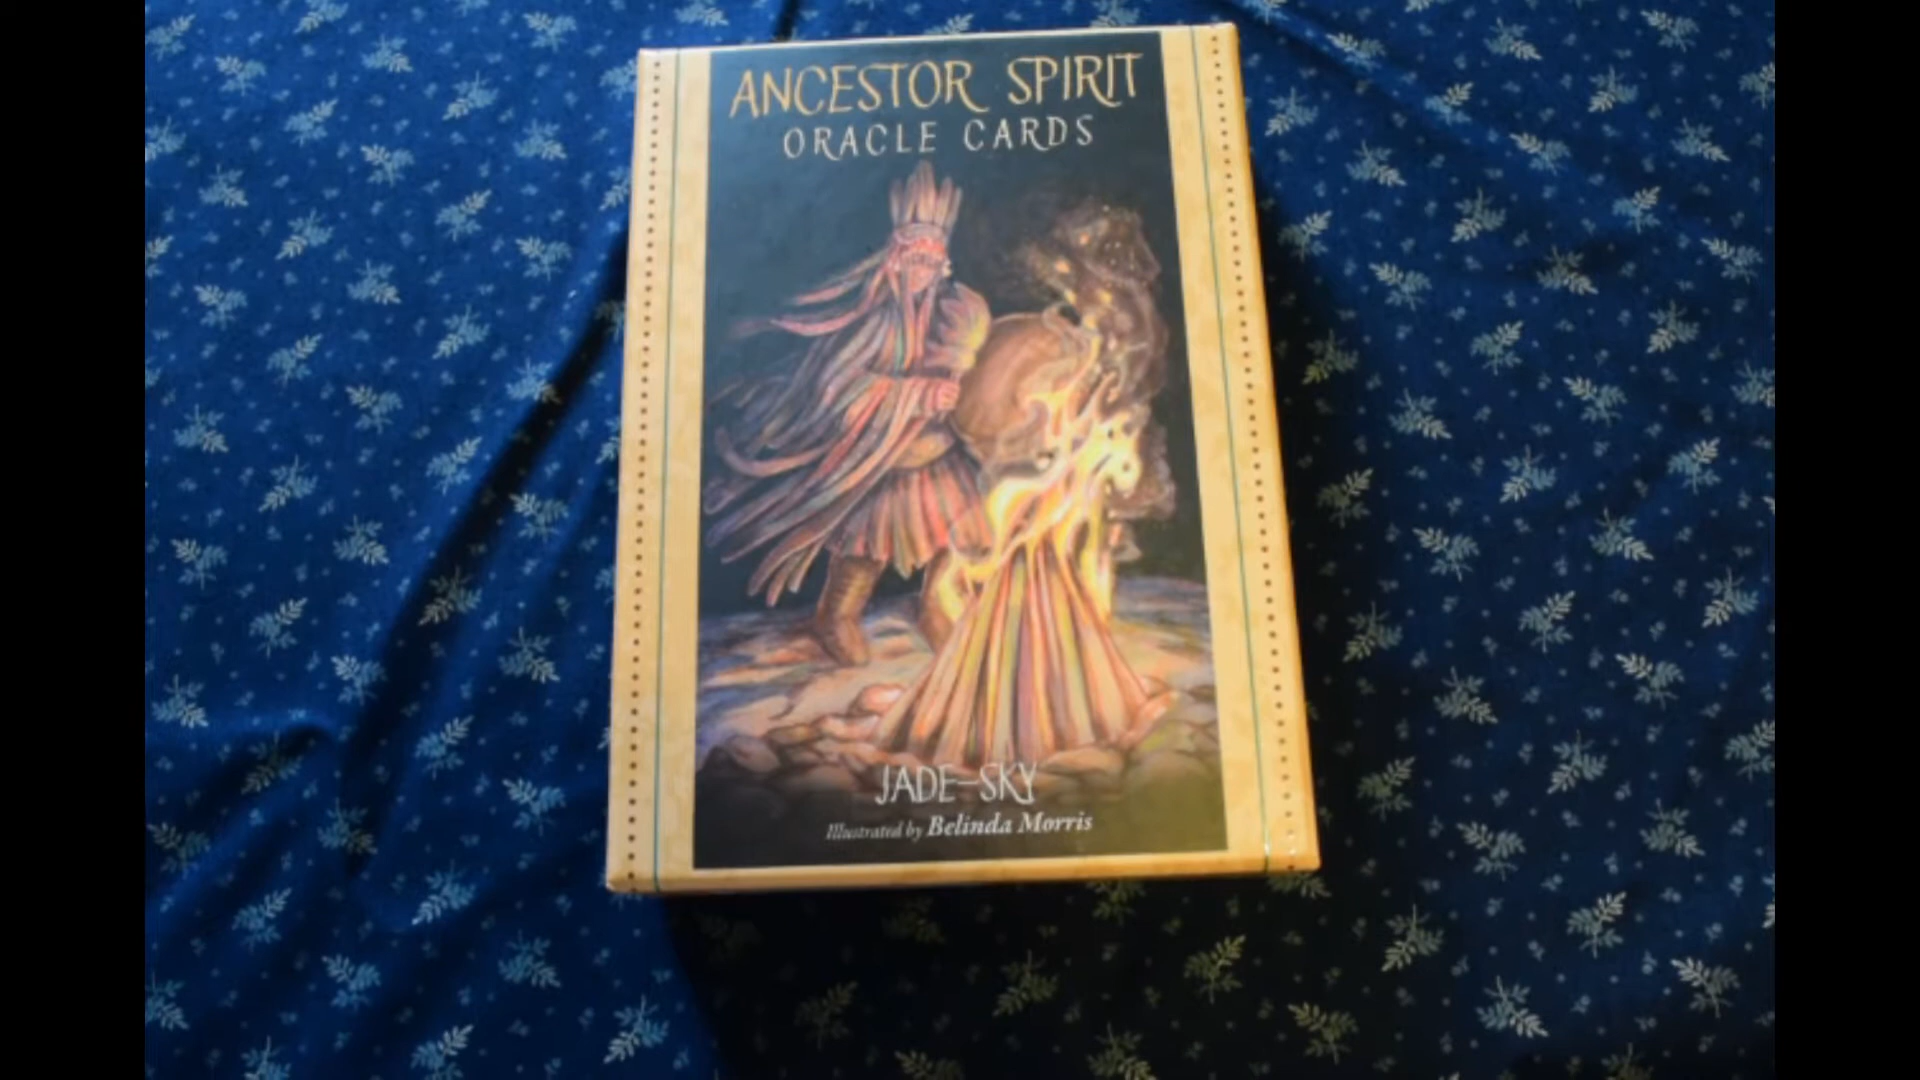 ANCESTOR SPIRIT
ORACLE CARDS
JADE-SKY
Illustrated by Belinda Morris